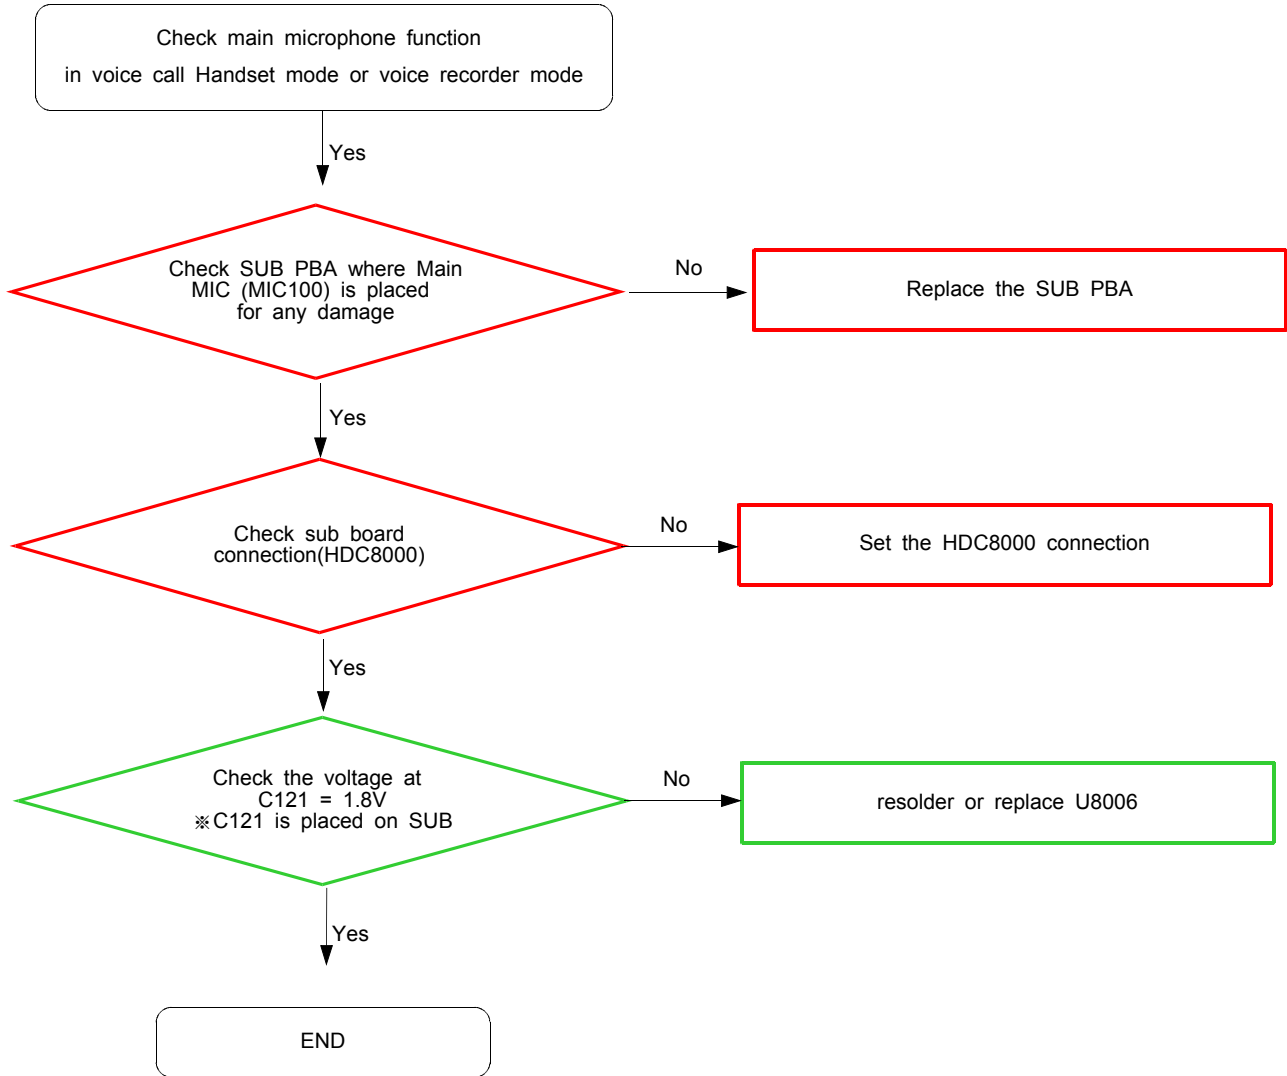 Check main microphone function
in voice call Handset mode or voice recorder mode
Yes
Check SUB PBA where Main
MIC (MIC100) is placed
for any damage
No
Replace the SUB PBA
Yes
Check sub board
connection(HDC8000)
No
Set the HDC8000 connection
Yes
Check the voltage at
C121 = 1.8V
※C121 is placed on SUB
No
resolder or replace U8006
Yes
END